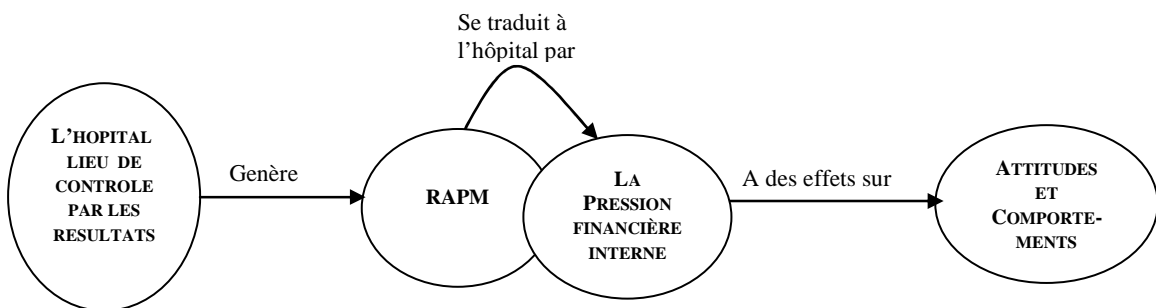 Se traduit à
l'hôpital par
L'HOPITAL
LIEU DE
CONTROLE
PAR LES
RESULTATS
Genère
RAPM
LA
PRESSION
FINANCIÈRE
INTERNE
A des effets sur
ATTITUDES
ET
COMPORTE-
MENTS